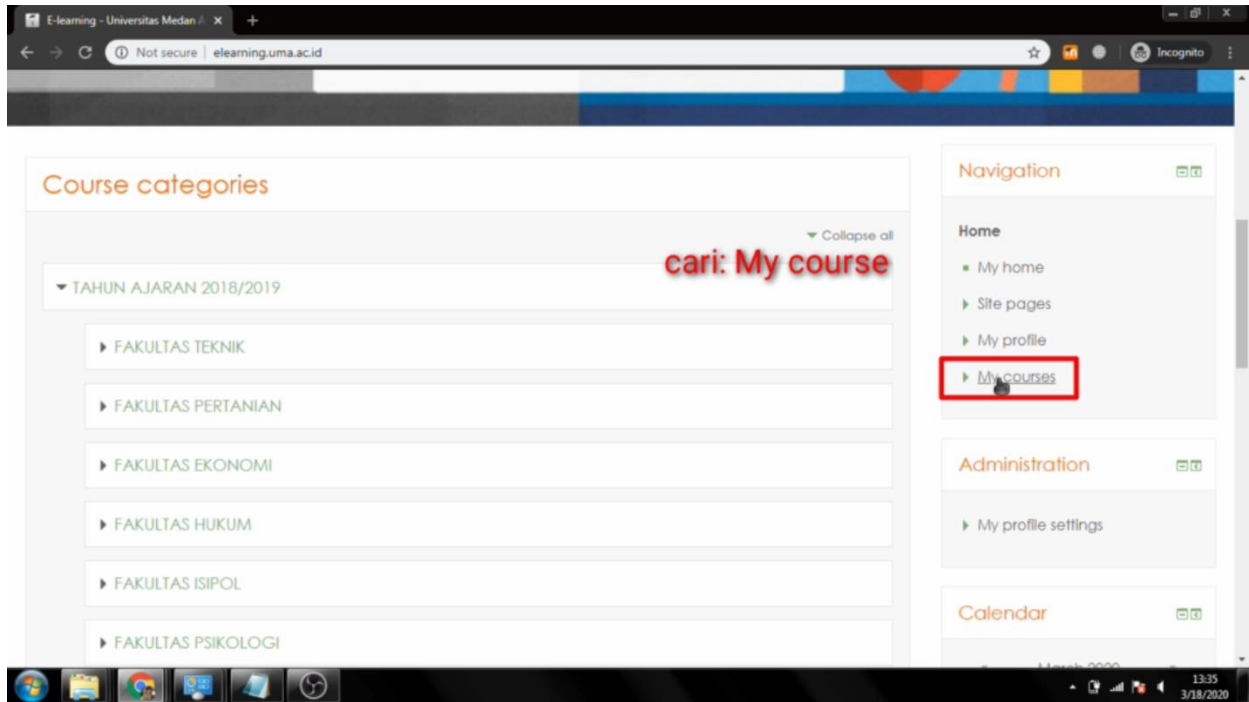 E-learning - Universitas Medan A
Not secure | elearning.uma.ac.id
Incognito
Course categories
Collapse all
cari: My course
TAHUN AJARAN 2018/2019
FAKULTAS TEKNIK
FAKULTAS PERTANIAN
FAKULTAS EKONOMI
FAKULTAS HUKUM
FAKULTAS ISIPOL
FAKULTAS PSIKOLOGI
Navigation
Home
My home
Site pages
My profile
My courses
Administration
My profile settings
Calendar
March 2020
13:35
3/18/2020